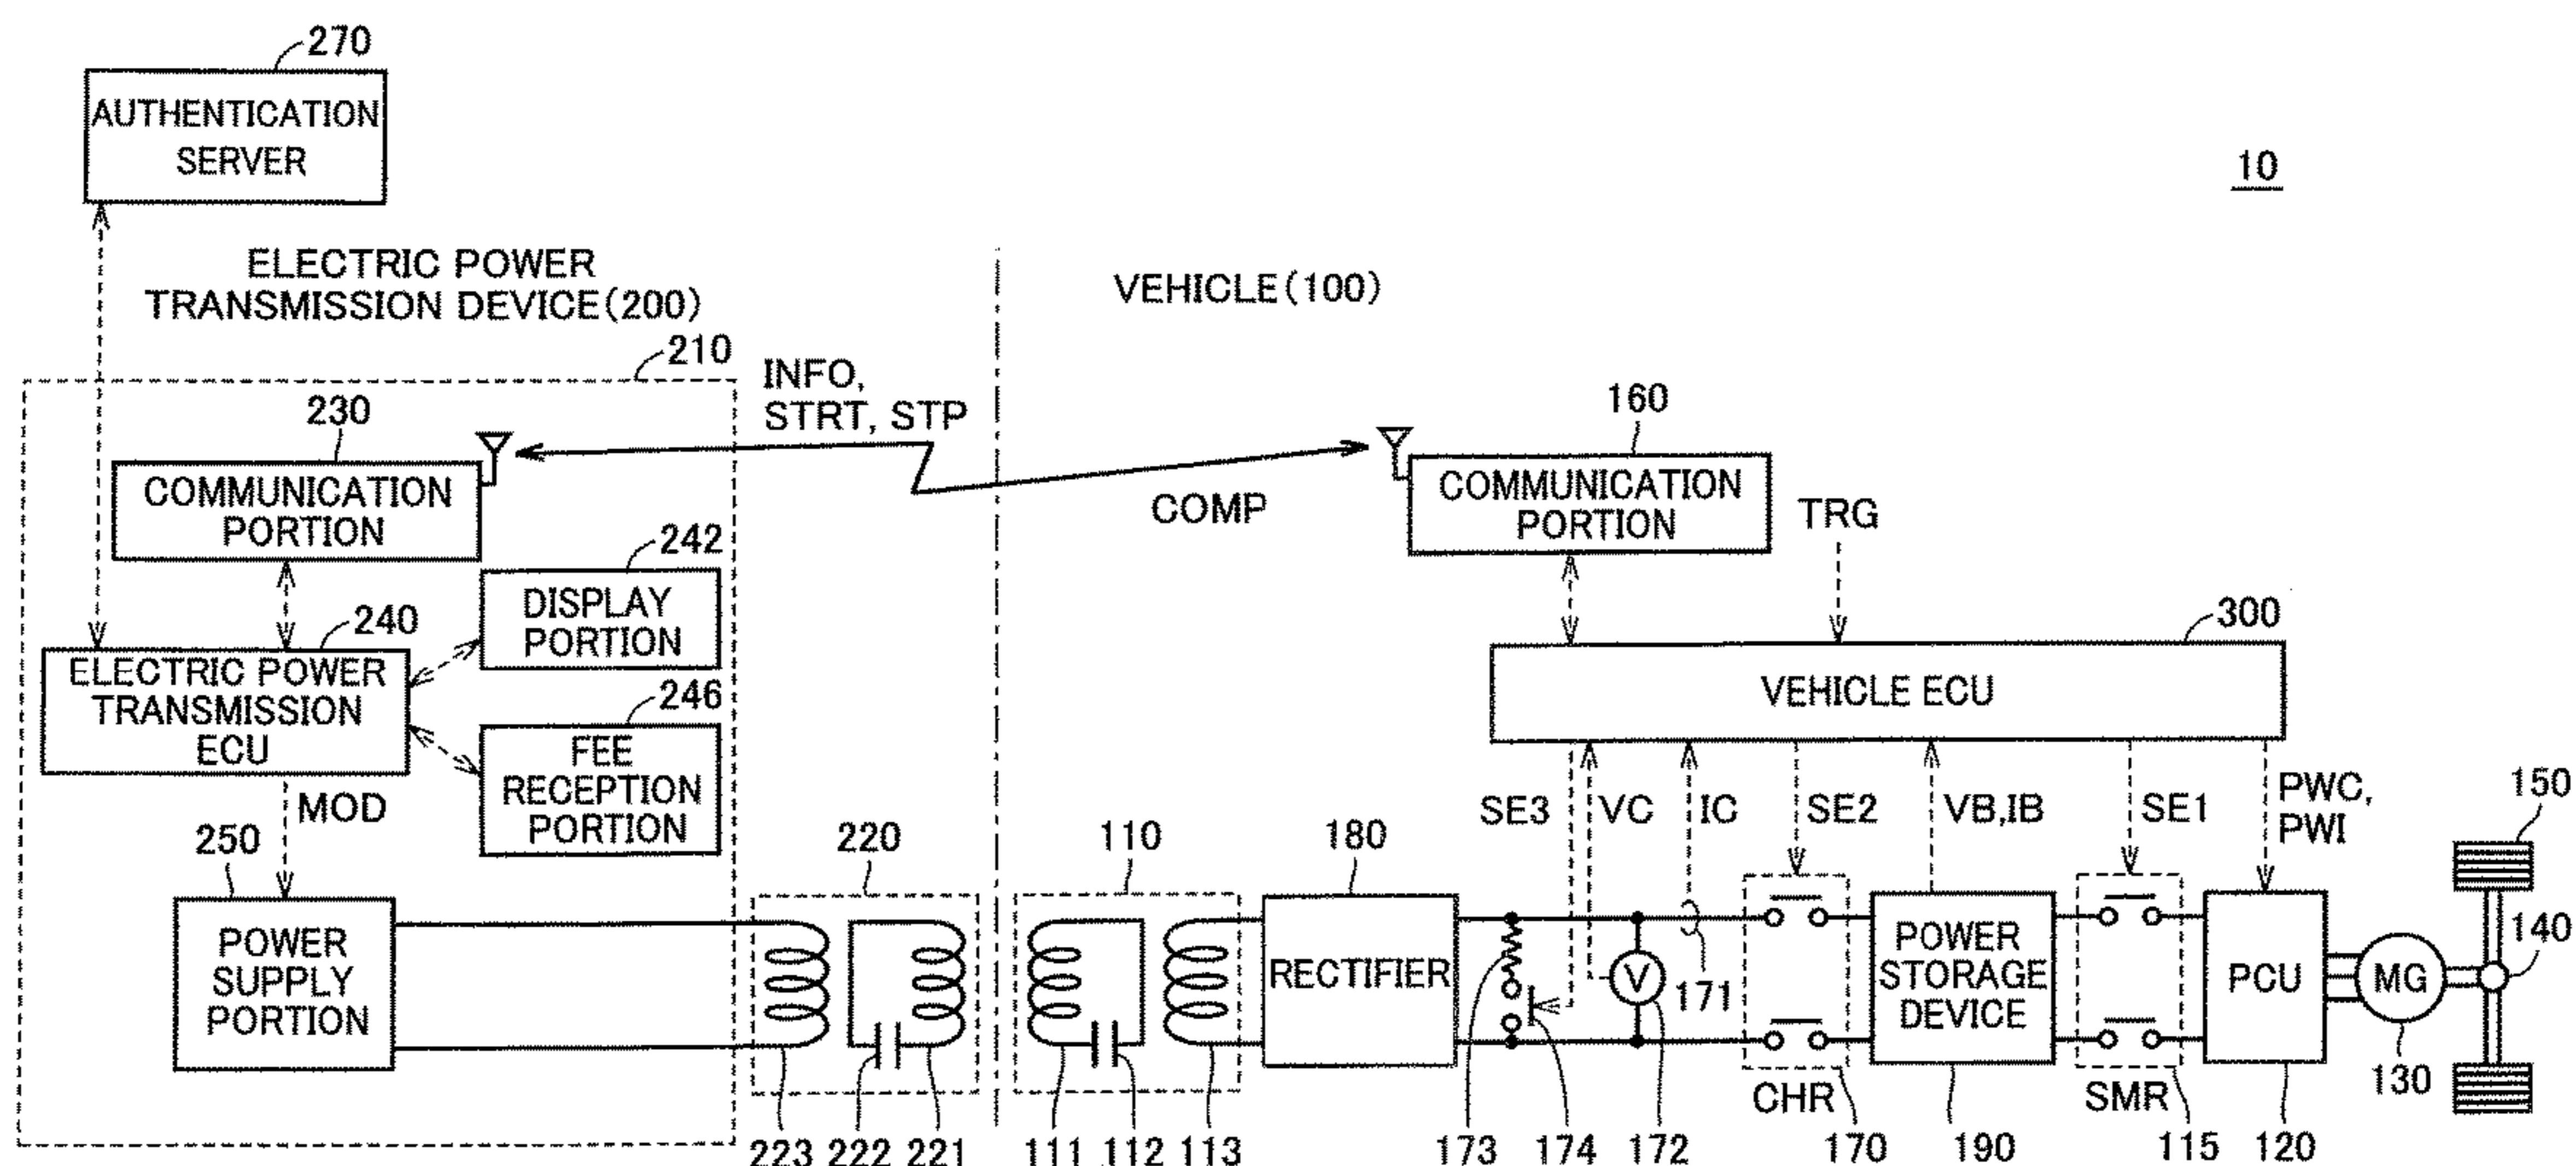 270
AUTHENTICATION
SERVER
10
ELECTRIC POWER
TRANSMISSION DEVICE(200)
VEHICLE(100)
210
INFO,
STRT, STP
230
160
COMMUNICATION
PORTION
COMP
COMMUNICATION
PORTION
TRG
242
DISPLAY
PORTION
240
300
ELECTRIC POWER
TRANSMISSION
ECU
VEHICLE ECU
246
FEE
RECEPTION
PORTION
MOD
SE3
VC
IC
SE2
VB,IB
SE1
PWC,
PWI
150
250
220
110
180
POWER
SUPPLY
PORTION
RECTIFIER
V
171
POWER
STORAGE
DEVICE
PCU
MG
140
CHR
SMR
130
223
222
221
111
112
113
173
174
172
170
190
115
120